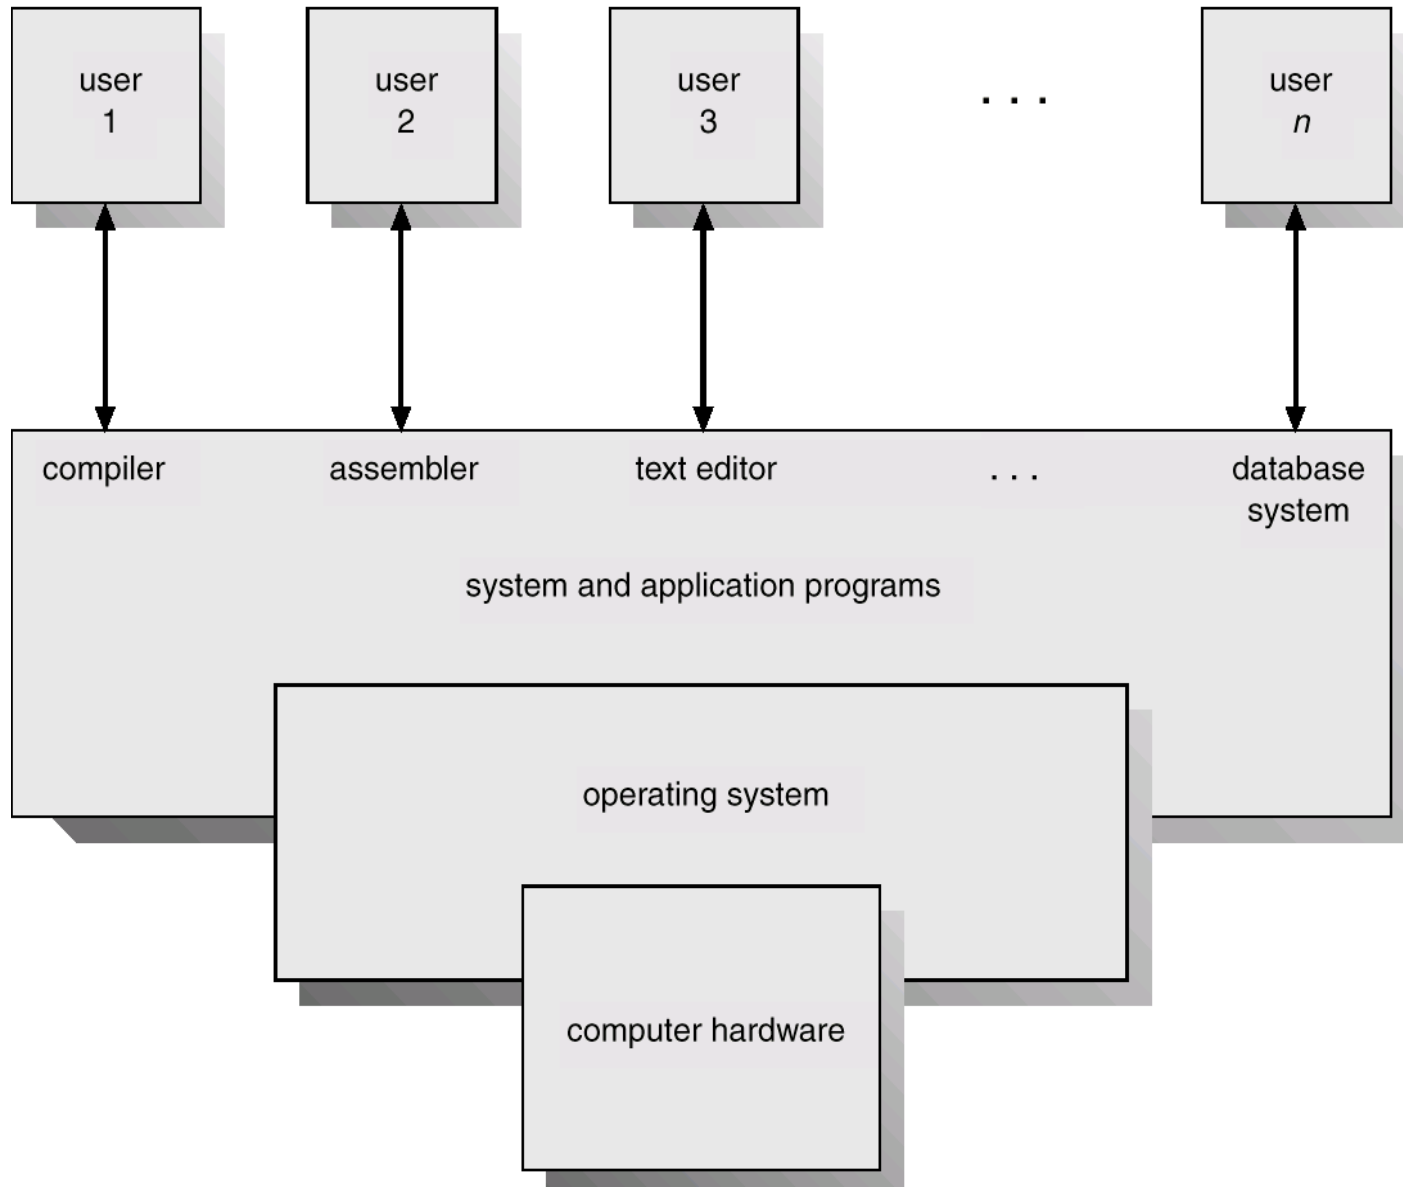 user
1
user
2
user
3
. . .
user
n
compiler
assembler
text editor
. . .
database
system
system and application programs
operating system
computer hardware